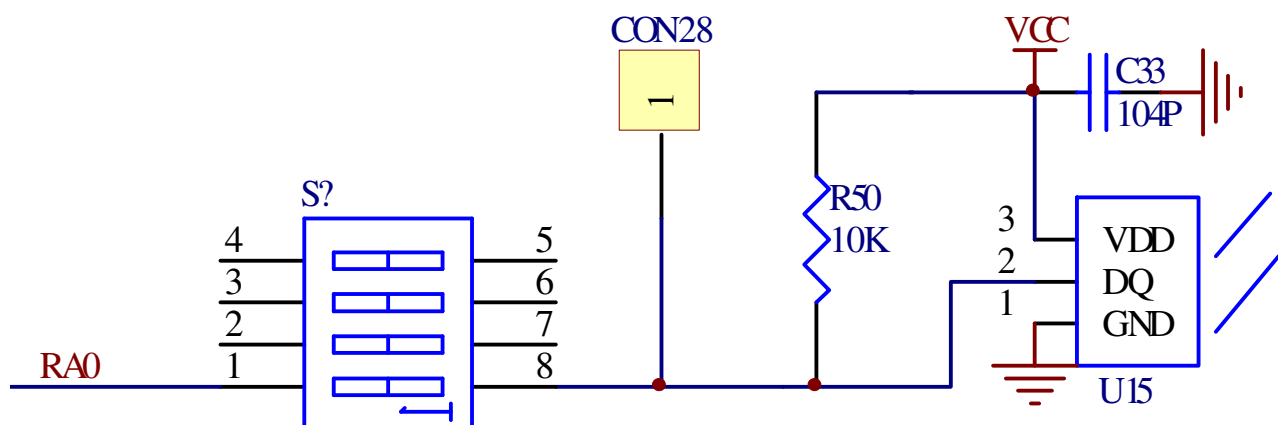 CON28
1
VCC
C33
104P
S?
R50
10K
4
3
2
1
5
6
7
8
RA0
3
2
1
VDD
DQ
GND
U15